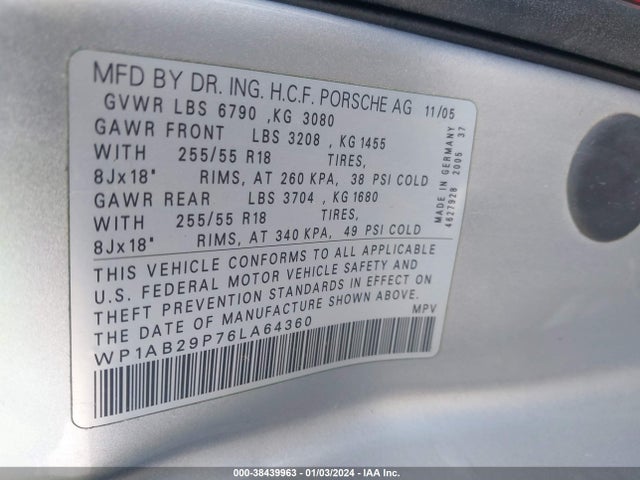 MFD BY DR. ING. H.C.F. PORSCHE AG 11/05
GVWR LBS 6790 ,KG 3080
GAWR FRONT LBS 3208 ,KG 1455
WITH 255/55 R18 TIRES,
8Jx18" RIMS, AT 260 KPA, 38 PSI COLD
GAWR REAR LBS 3704 ,KG 1680
WITH 255/55 R18 TIRES,
8Jx18" RIMS, AT 340 KPA, 49 PSI COLD
THIS VEHICLE CONFORMS TO ALL APPLICABLE
U.S. FEDERAL MOTOR VEHICLE SAFETY AND
THEFT PREVENTION STANDARDS IN EFFECT ON
THE DATE OF MANUFACTURE SHOWN ABOVE.
WP1AB29P76LA64360 MPV
MADE IN GERMANY
4627928 2005 37
000-38439963 - 01/03/2024 - IAA Inc.